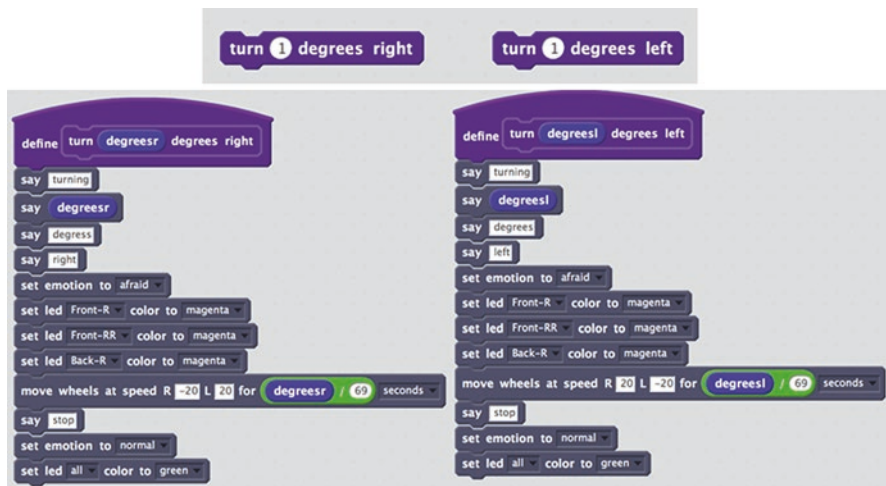 turn 1 degrees right
turn 1 degrees left
define turn degreesr degrees right
say turning
say degreesr
say degress
say right
set emotion to afraid
set led Front-R color to magenta
set led Front-RR color to magenta
set led Back-R color to magenta
move wheels at speed R -20 L 20 for degreesr / 69 seconds
say stop
set emotion to normal
set led all color to green
define turn degreesl degrees left
say turning
say degreesl
say degrees
say left
set emotion to afraid
set led Front-R color to magenta
set led Front-RR color to magenta
set led Back-R color to magenta
move wheels at speed R 20 L -20 for degreesl / 69 seconds
say stop
set emotion to normal
set led all color to green